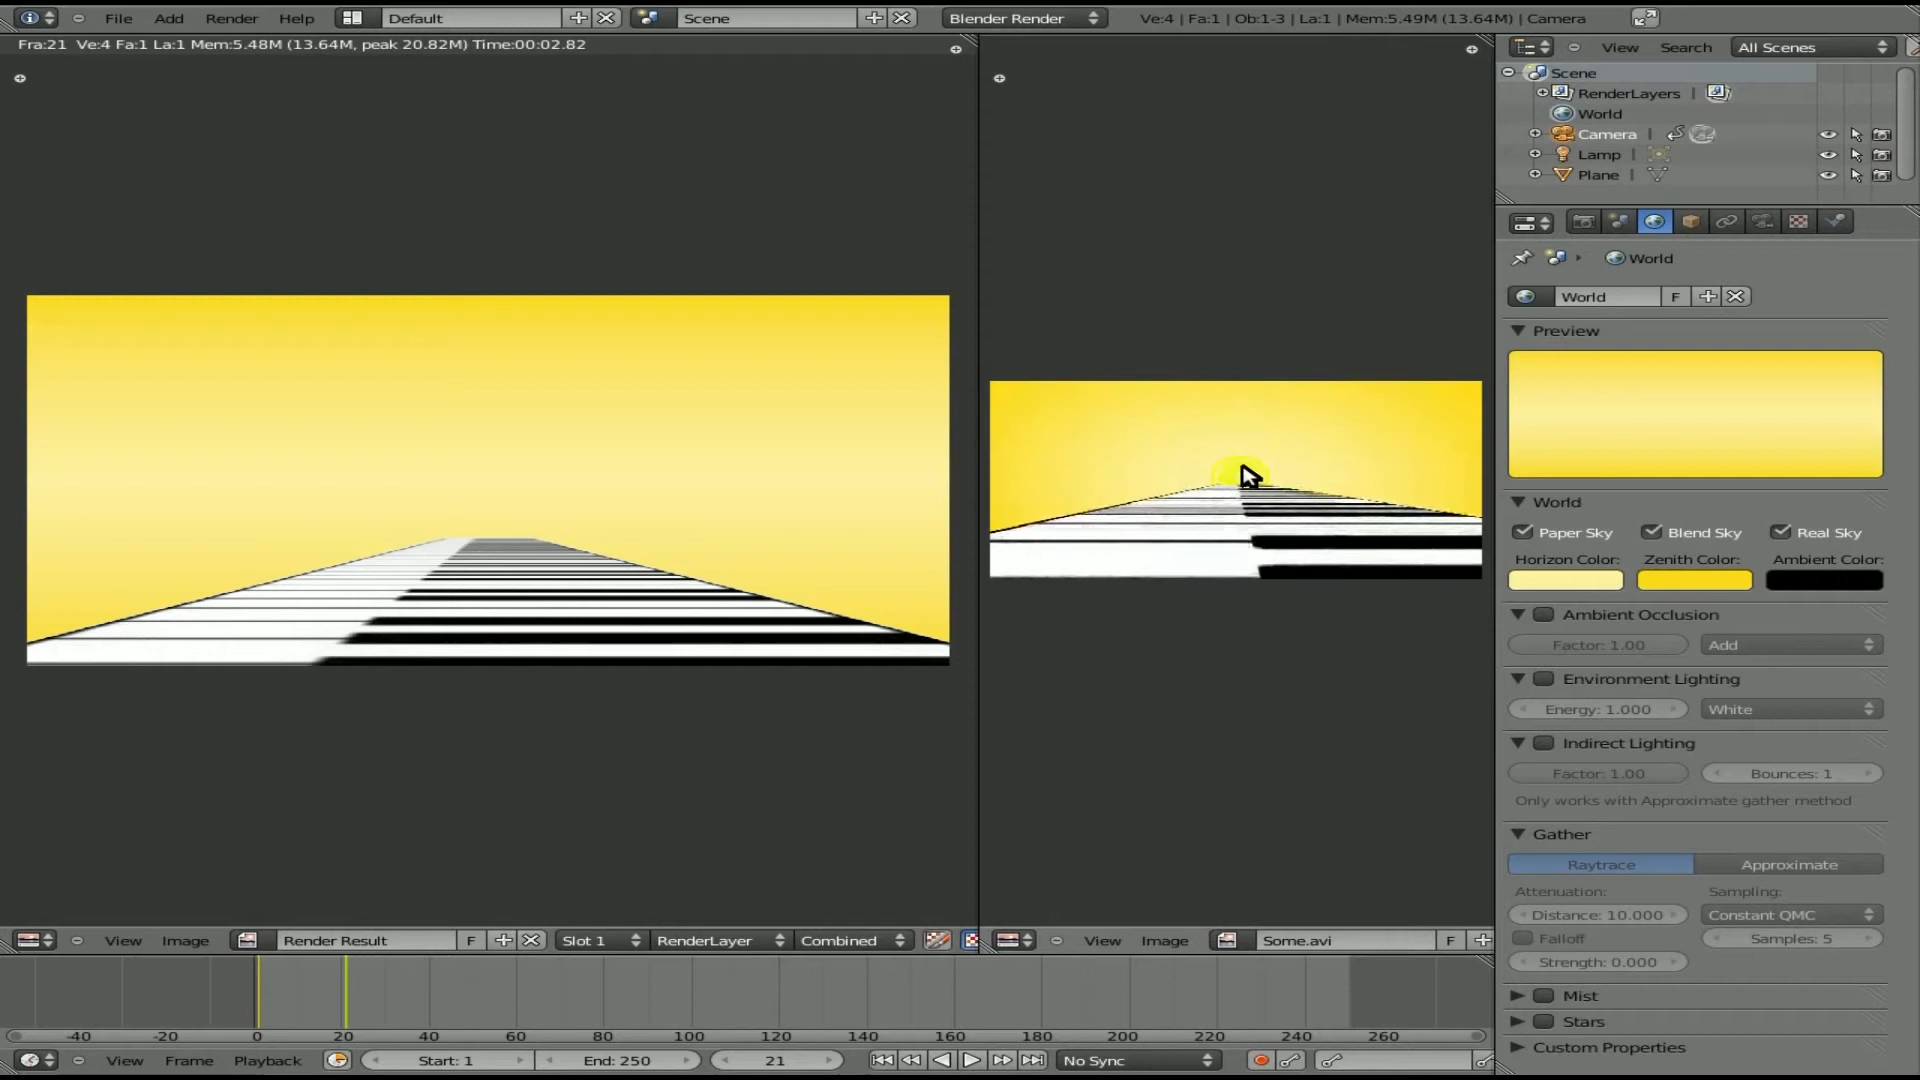 File Add Render Help Default Scene Blender Render Ve:4 | Fa:1 | Ob:1-3 | La:1 | Mem:5.49M (13.64M) | Camera
Fra:21 Ve:4 Fa:1 La:1 Mem:5.48M (13.64M, peak 20.82M) Time:00:02.82
View Search All Scenes
Scene
RenderLayers |
World
Camera |
Lamp |
Plane |
World
World F
Preview
World
Paper Sky Blend Sky Real Sky
Horizon Color: Zenith Color: Ambient Color:
Ambient Occlusion
Factor: 1.00 Add
Environment Lighting
Energy: 1.000 White
Indirect Lighting
Factor: 1.00 Bounces: 1
Only works with Approximate gather method
Gather
Raytrace Approximate
Attenuation: Sampling:
Distance: 10.000 Constant QMC
Falloff Samples: 5
Strength: 0.000
Mist
Stars
Custom Properties
View Image Render Result F Slot 1 RenderLayer Combined
View Image Some.avi F
-40 -20 0 20 40 60 80 100 120 140 160 180 200 220 240 260
View Frame Playback Start: 1 End: 250 21 No Sync